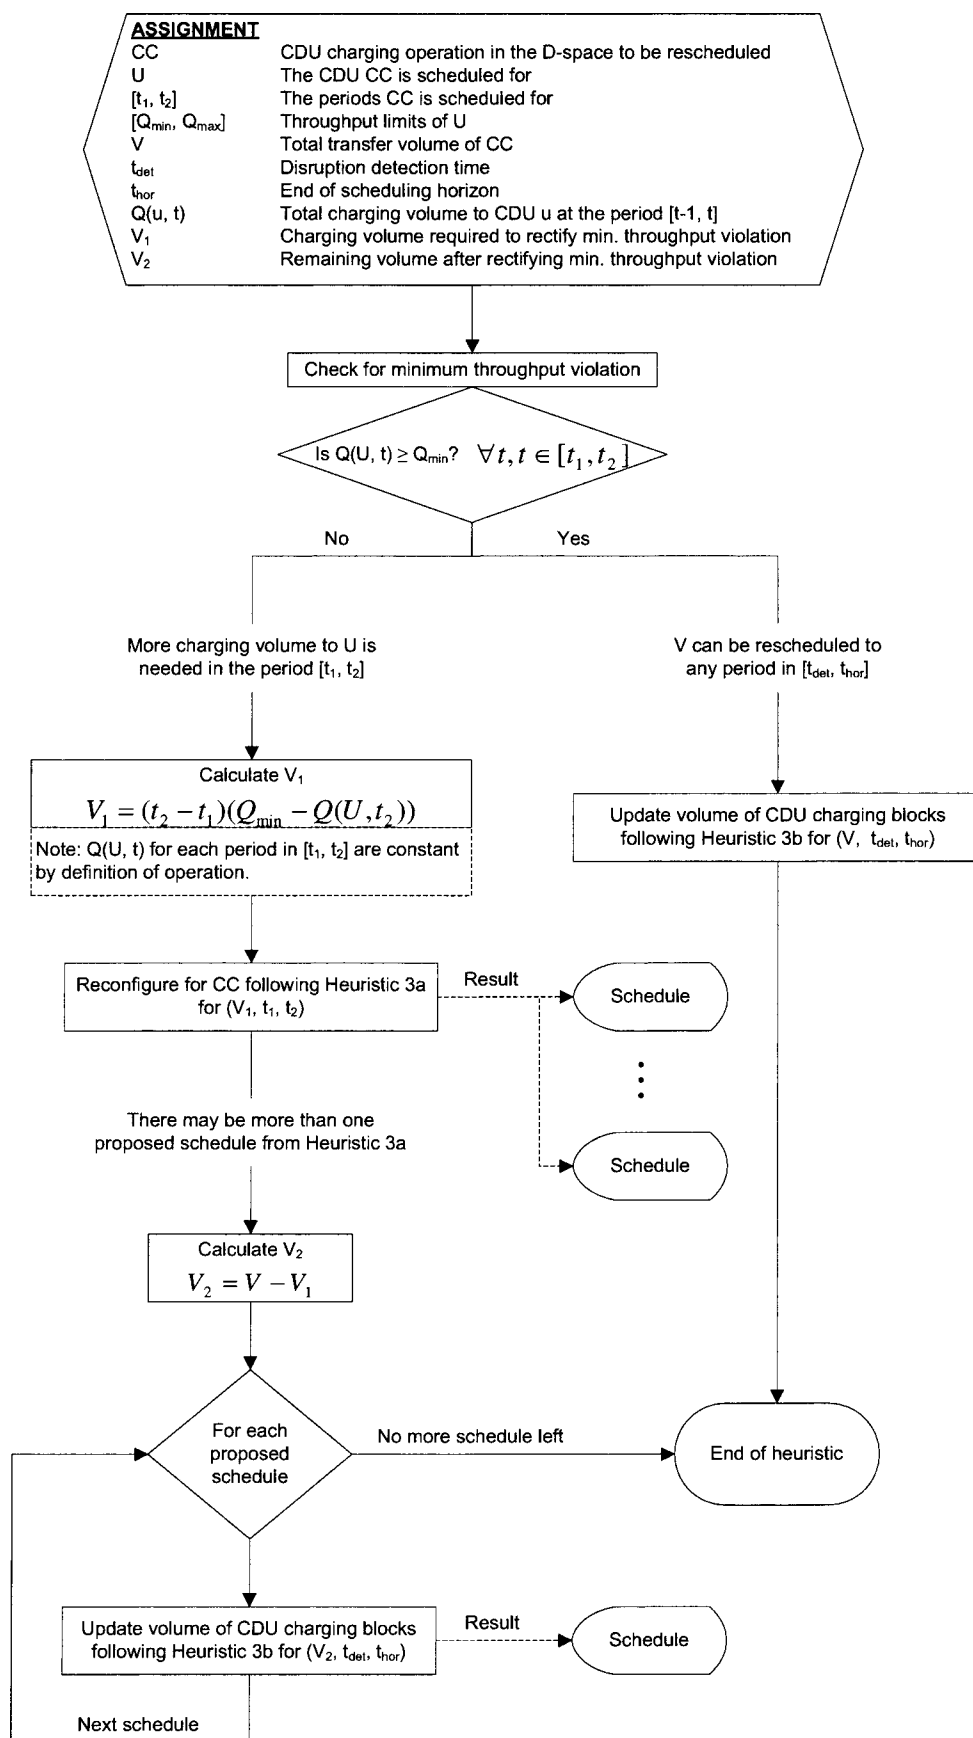 ASSIGNMENT
CC CDU charging operation in the D-space to be rescheduled
U The CDU CC is scheduled for
[t₁, t₂] The periods CC is scheduled for
[Qmin, Qmax] Throughput limits of U
V Total transfer volume of CC
tdet Disruption detection time
thor End of scheduling horizon
Q(u, t) Total charging volume to CDU u at the period [t-1, t]
V₁ Charging volume required to rectify min. throughput violation
V₂ Remaining volume after rectifying min. throughput violation
Check for minimum throughput violation
Is Q(U, t) ≥ Qmin? ∀t, t ∈ [t₁, t₂]
No Yes
More charging volume to U is
needed in the period [t₁, t₂]
V can be rescheduled to
any period in [tdet, thor]
Calculate V₁
V₁ = (t₂ − t₁)(Qmin − Q(U, t₂))
Note: Q(U, t) for each period in [t₁, t₂] are constant
by definition of operation.
Update volume of CDU charging blocks
following Heuristic 3b for (V, tdet, thor)
Reconfigure for CC following Heuristic 3a
for (V₁, t₁, t₂)
Result
Schedule
There may be more than one
proposed schedule from Heuristic 3a
Schedule
Calculate V₂
V₂ = V − V₁
For each
proposed
schedule
No more schedule left
End of heuristic
Update volume of CDU charging blocks
following Heuristic 3b for (V₂, tdet, thor)
Result
Schedule
Next schedule